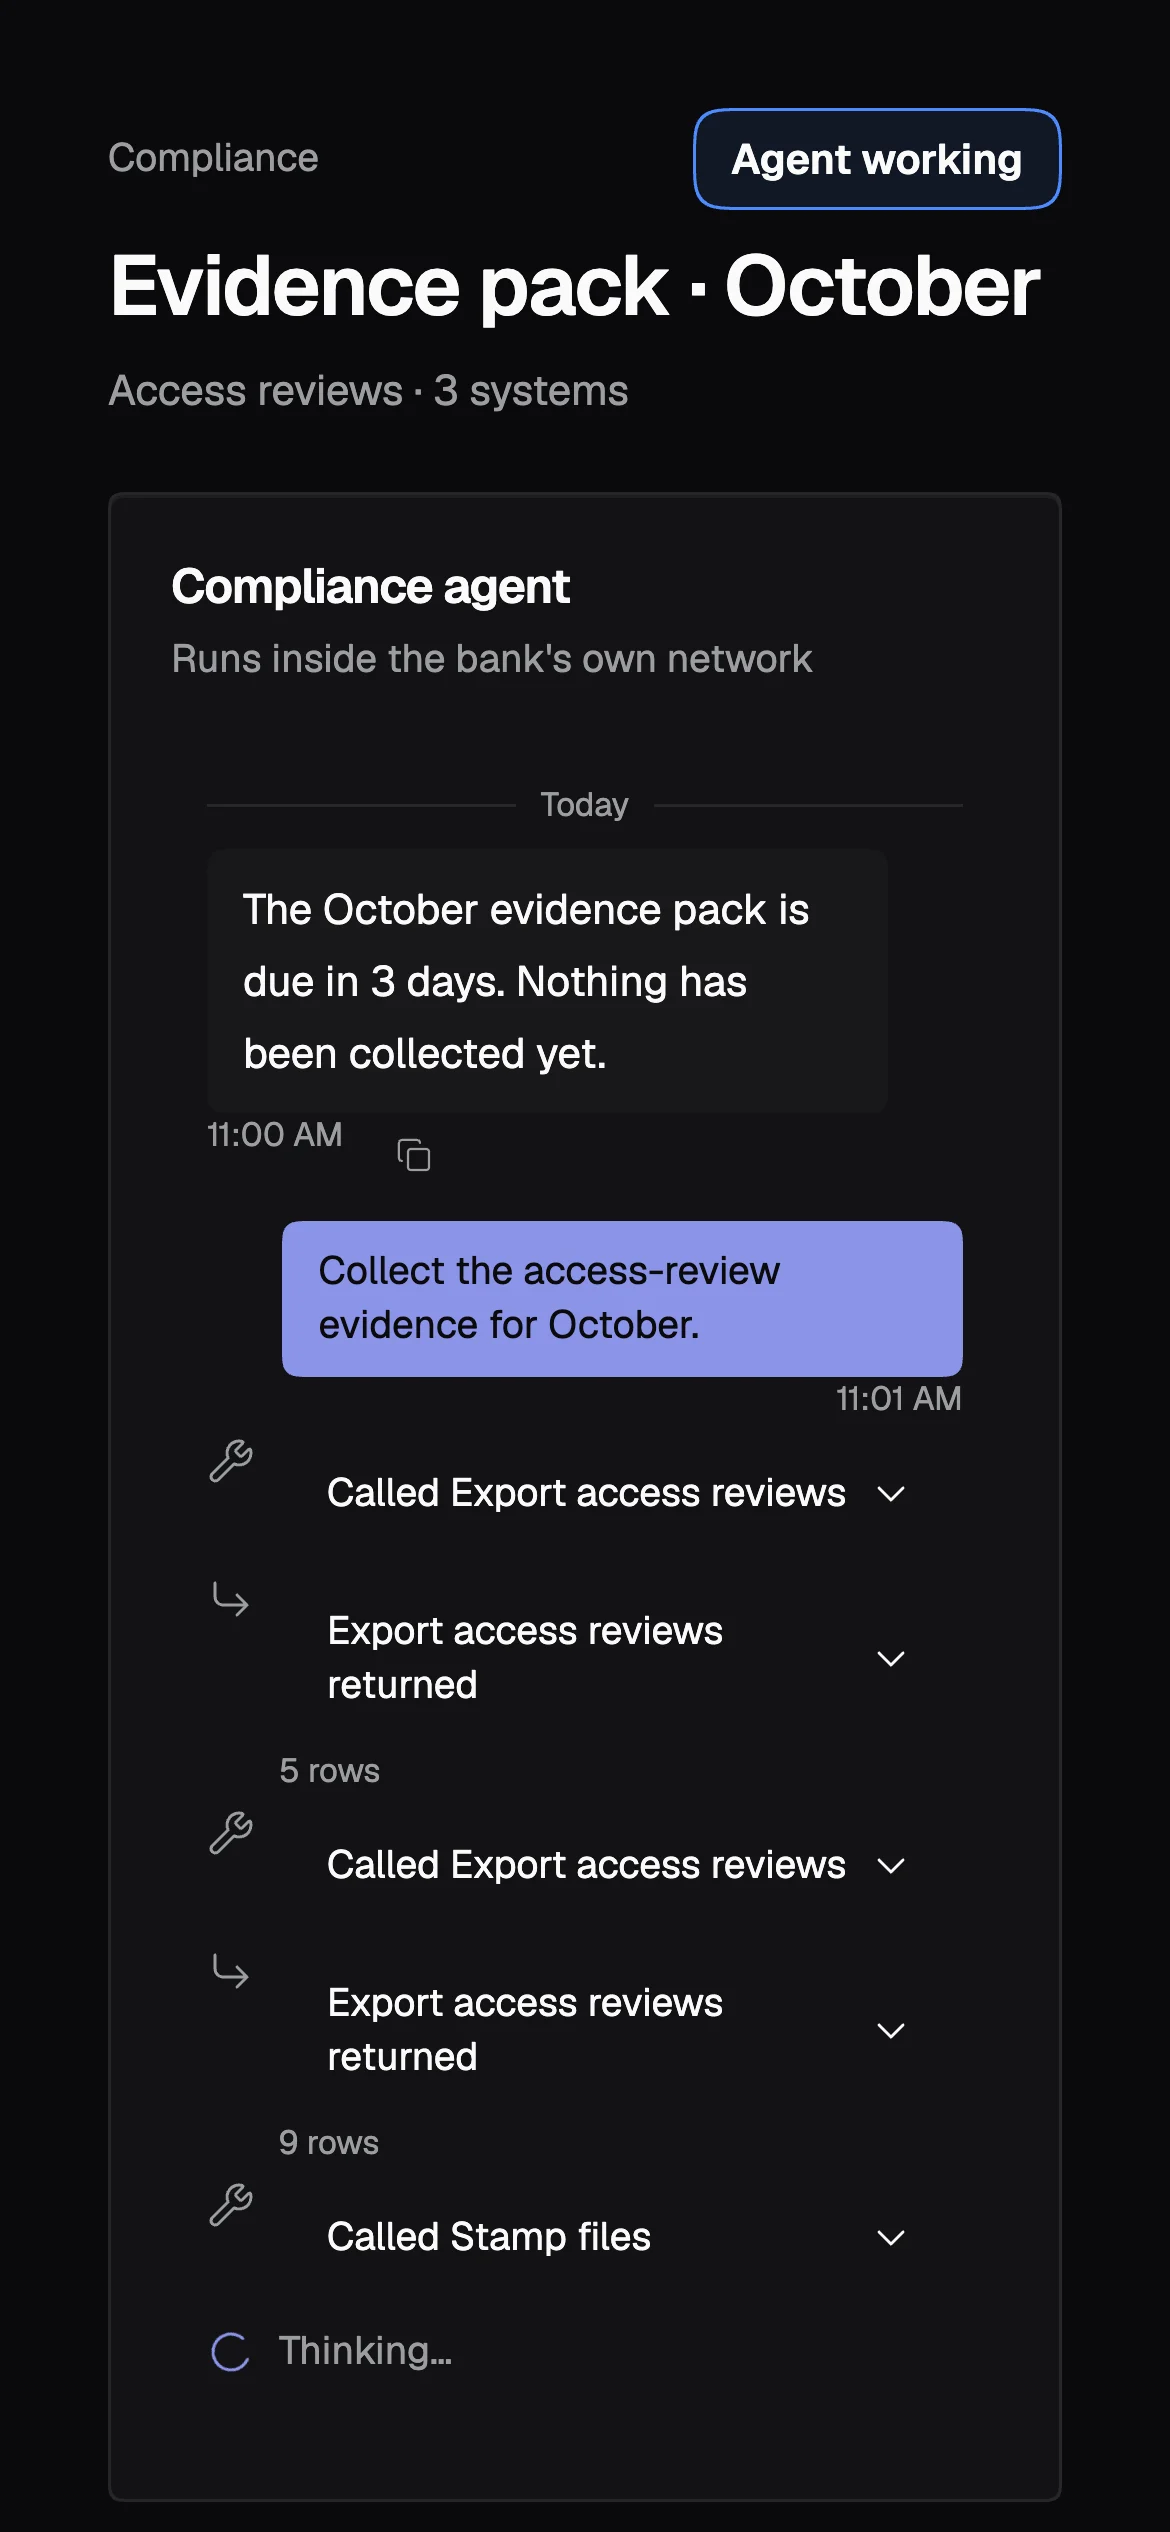 Compliance
Agent working
Evidence pack · October
Access reviews · 3 systems
Compliance agent
Runs inside the bank's own network
Today
The October evidence pack is
due in 3 days. Nothing has
been collected yet.
11:00 AM
Collect the access-review
evidence for October.
11:01 AM
Called Export access reviews
Export access reviews
returned
5 rows
Called Export access reviews
Export access reviews
returned
9 rows
Called Stamp files
Thinking...